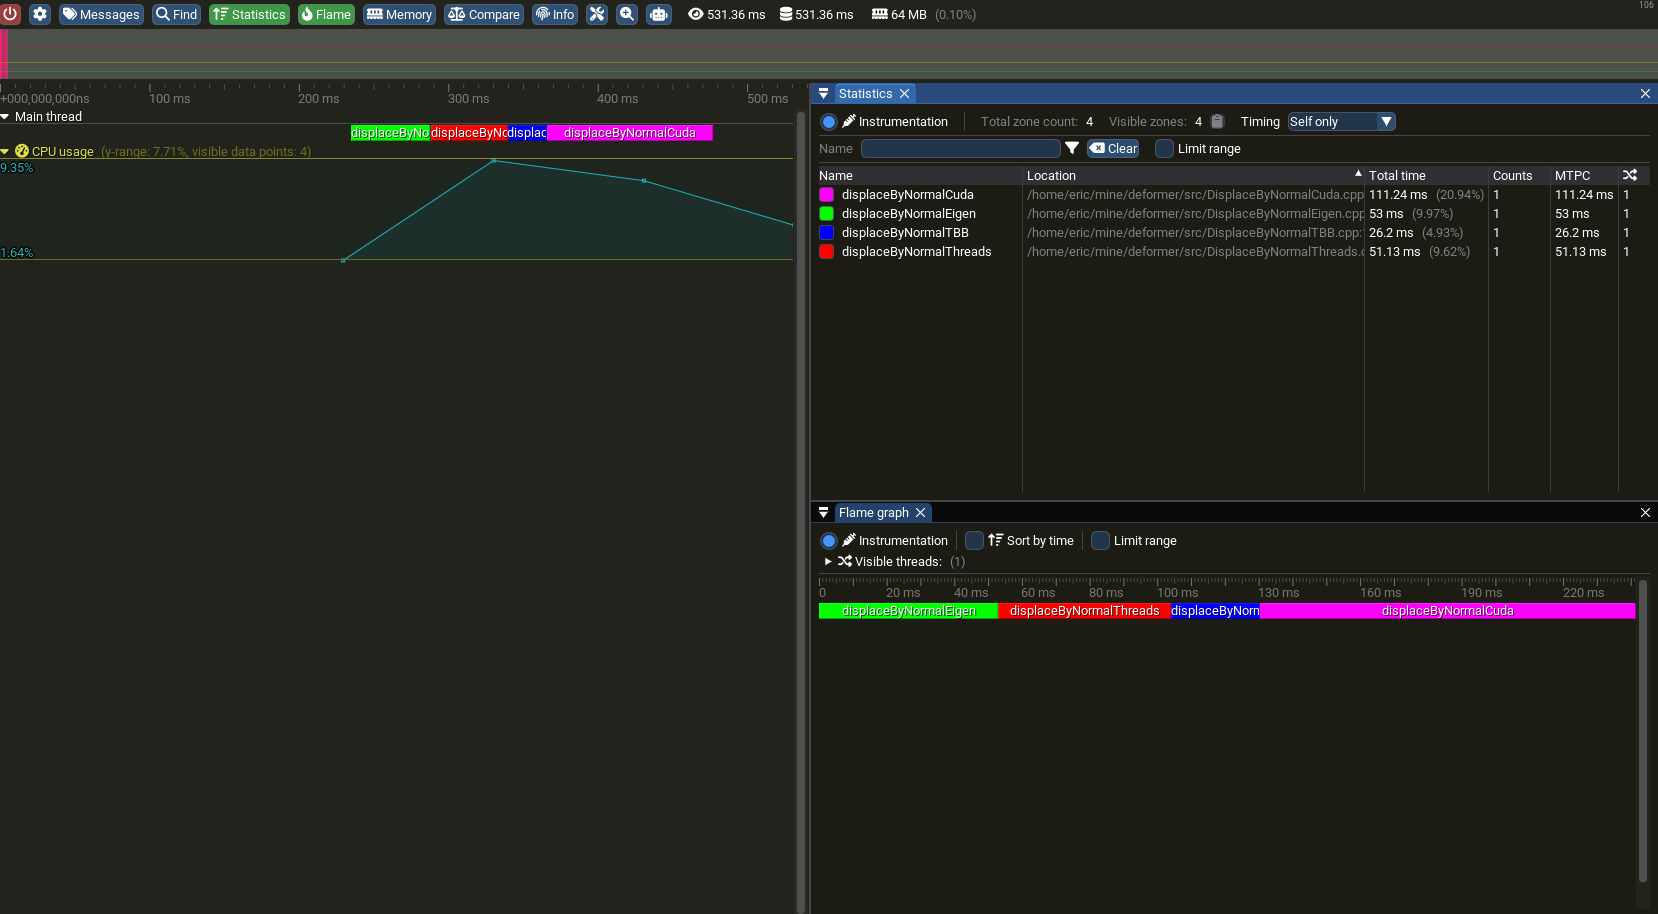 Messages Find Statistics Flame Memory Compare Info 531.36 ms 531.36 ms 64 MB (0.10%) 106
+000,000,000ns 100 ms 200 ms 300 ms 400 ms 500 ms
Main thread
displaceByNo displaceByNo displac displaceByNormalCuda
CPU usage (y-range: 7.71%, visible data points: 4)
9.35%
1.64%
Statistics
Instrumentation Total zone count: 4 Visible zones: 4 Timing Self only
Name Clear Limit range
Name Location Total time Counts MTPC
displaceByNormalCuda /home/eric/mine/deformer/src/DisplaceByNormalCuda.cpp 111.24 ms (20.94%) 1 111.24 ms 1
displaceByNormalEigen /home/eric/mine/deformer/src/DisplaceByNormalEigen.cpp 53 ms (9.97%) 1 53 ms 1
displaceByNormalTBB /home/eric/mine/deformer/src/DisplaceByNormalTBB.cpp: 26.2 ms (4.93%) 1 26.2 ms 1
displaceByNormalThreads /home/eric/mine/deformer/src/DisplaceByNormalThreads.c 51.13 ms (9.62%) 1 51.13 ms 1
Flame graph
Instrumentation Sort by time Limit range
Visible threads: (1)
0 20 ms 40 ms 60 ms 80 ms 100 ms 130 ms 160 ms 190 ms 220 ms
displaceByNormalEigen displaceByNormalThreads displaceByNorn displaceByNormalCuda